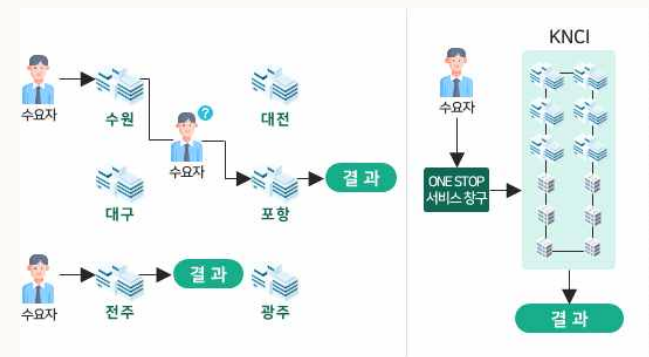 수요자
수원
?
수요자
대전
대구
포항
결 과
수요자
전주
결 과
광주
KNCI
수요자
ONE STOP
서비스 창구
결 과